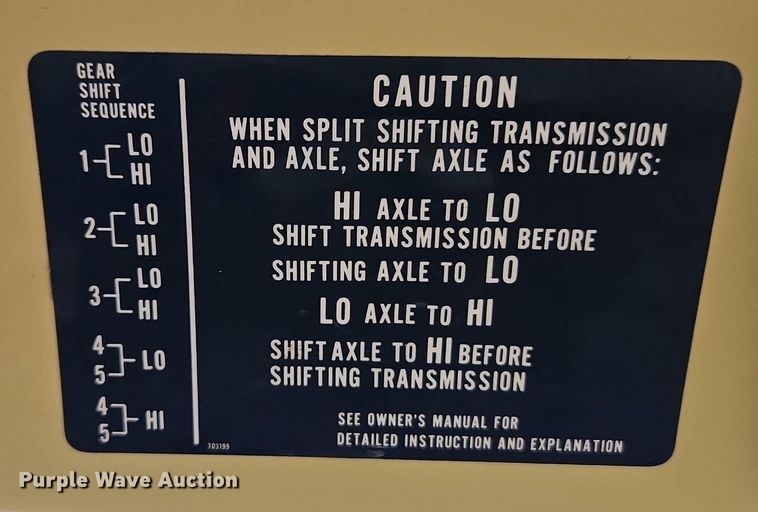 GEAR
SHIFT
SEQUENCE
1 LO
HI
2 LO
HI
3 LO
HI
4
5 LO
4
5 HI
CAUTION
WHEN SPLIT SHIFTING TRANSMISSION
AND AXLE, SHIFT AXLE AS FOLLOWS:
HI AXLE TO LO
SHIFT TRANSMISSION BEFORE
SHIFTING AXLE TO LO
LO AXLE TO HI
SHIFT AXLE TO HI BEFORE
SHIFTING TRANSMISSION
SEE OWNER'S MANUAL FOR
DETAILED INSTRUCTION AND EXPLANATION
703199
Purple Wave Auction